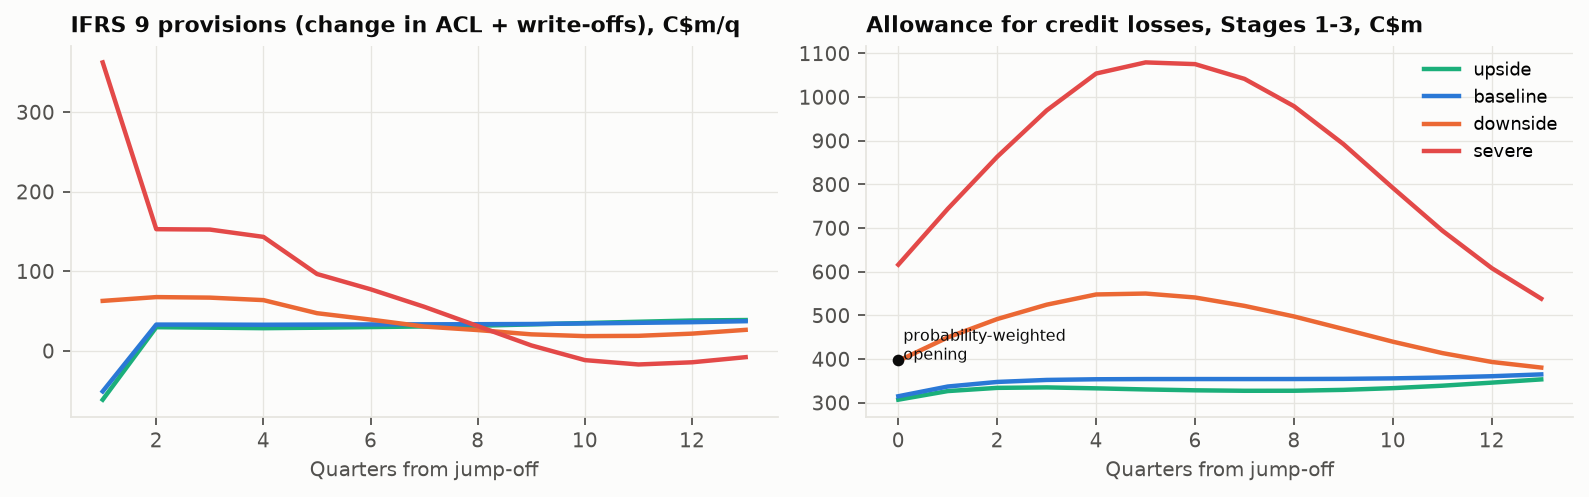 IFRS 9 provisions (change in ACL + write-offs), C$m/q
300
200
100
0
2 4 6 8 10 12
Quarters from jump-off
Allowance for credit losses, Stages 1-3, C$m
1100
1000
900
800
700
600
500
400
300
upside
baseline
downside
severe
probability-weighted
opening
0 2 4 6 8 10 12
Quarters from jump-off